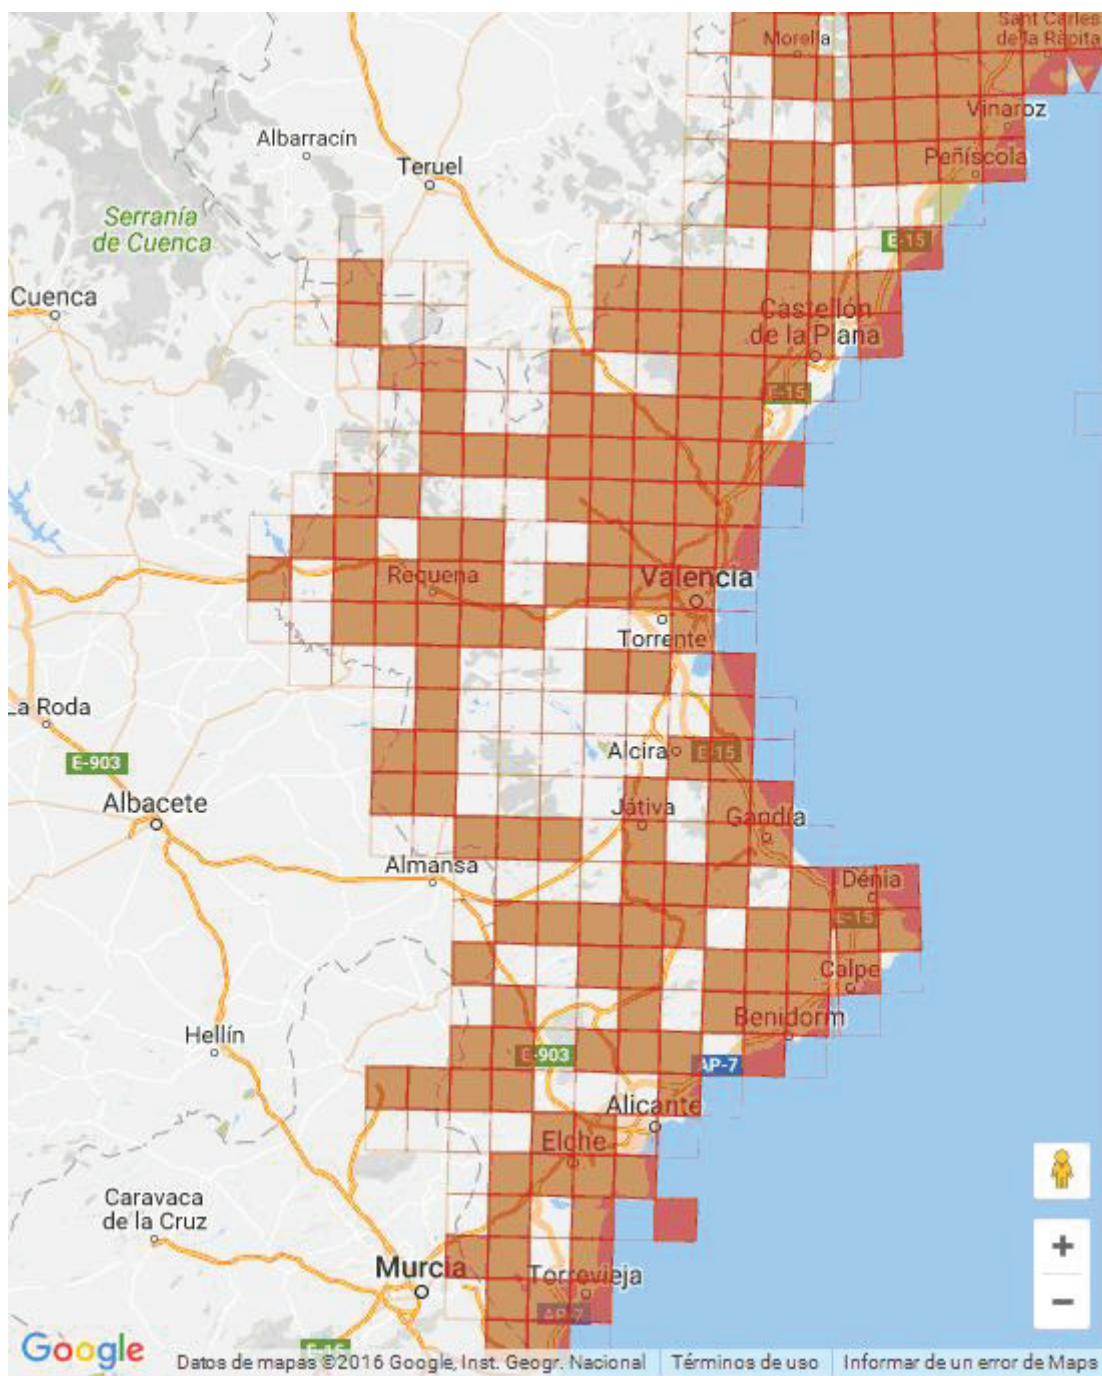 Sant Carles
de la Ràpita
Morella
Vinaroz
Albarracín
Teruel
Peñíscola
Serranía
de Cuenca
E-15
Cuenca
Castellón
de la Plana
E-15
Requena
Valencia
Torrente
La Roda
E-903
Alcira
E-15
Albacete
Játiva
Gandía
Almansa
Dénia
E-15
Calpe
Benidorm
Hellín
E-903
AP-7
Alicante
Elche
Caravaca
de la Cruz
Murcia
Torrevieja
AP-7
E-15
Google
Datos de mapas ©2016 Google, Inst. Geogr. Nacional
Términos de uso
Informar de un error de Maps